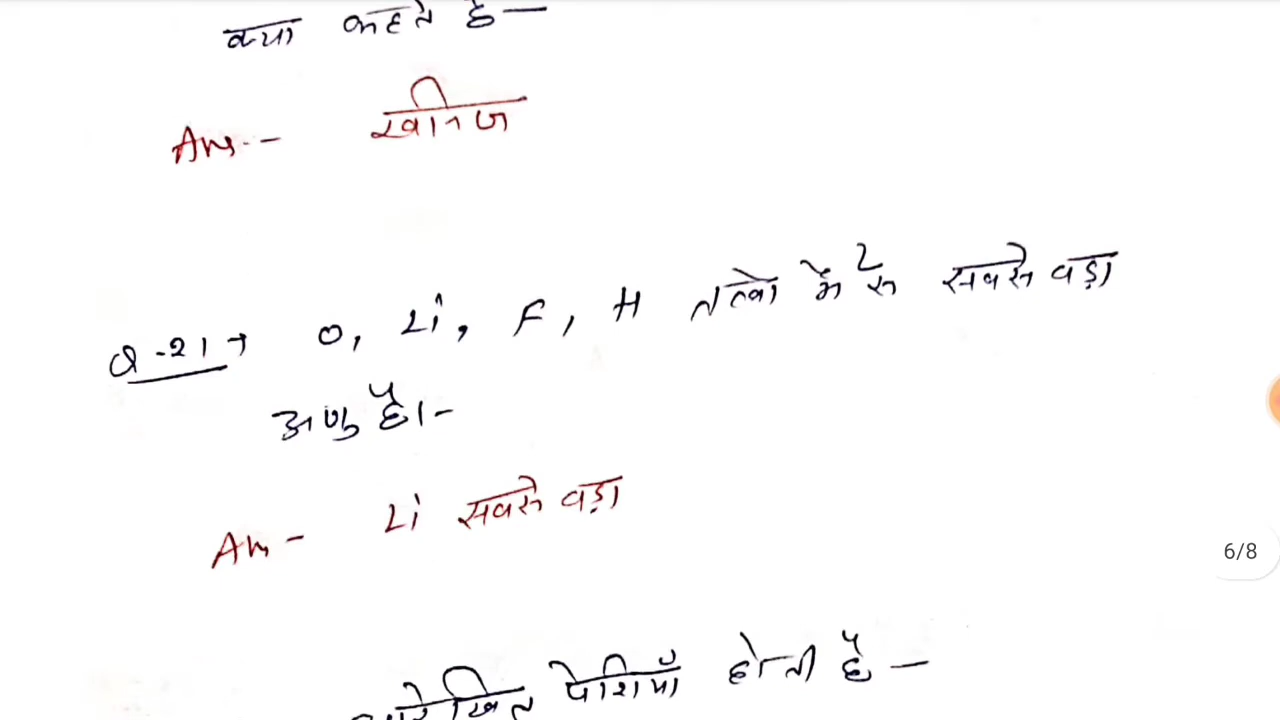 क्या कहते है—
Ans:- खनिज
Q-21→ O, Li, F, H तत्वो में से सबसे बड़ा
अणु है।-
Ans- Li सबसे बड़ा
6/8
पेशियाँ होती है—